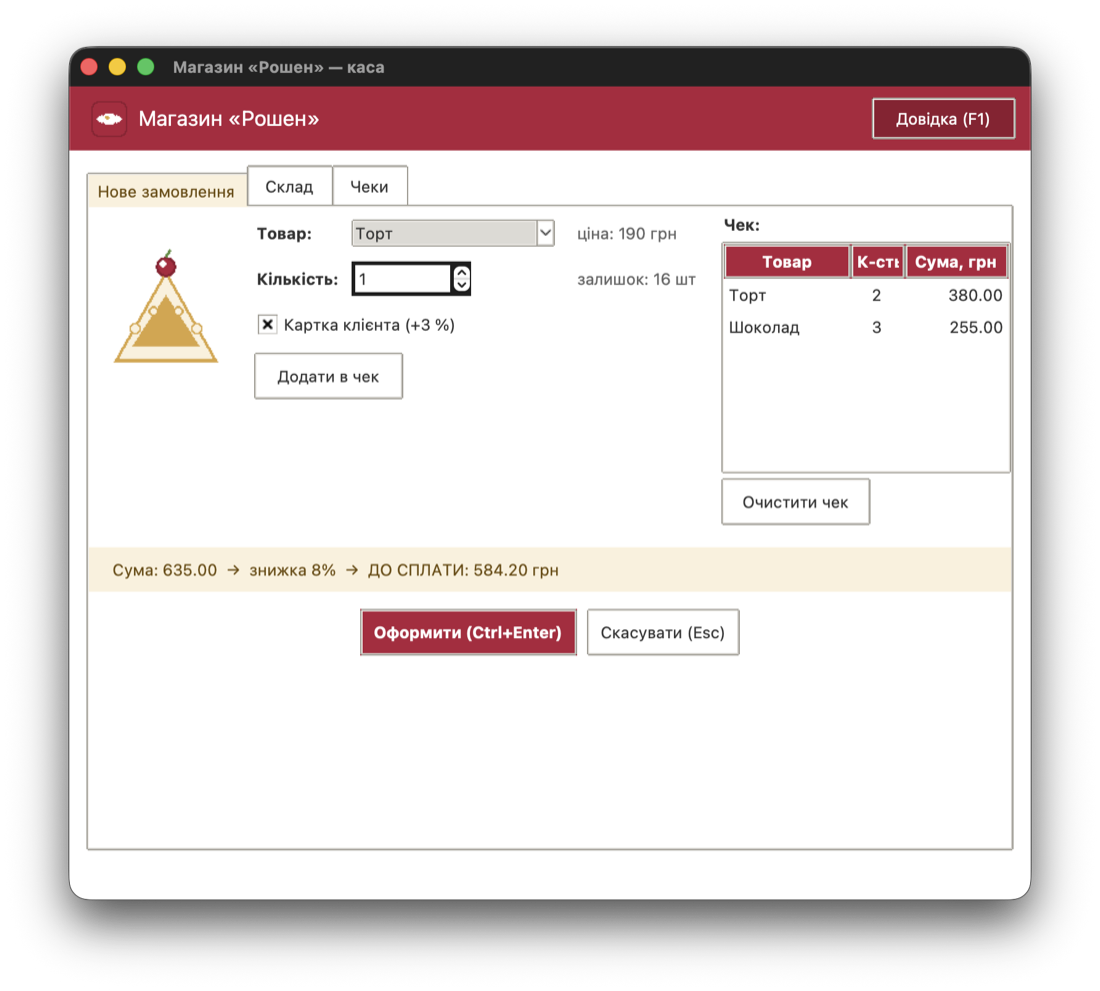 Магазин «Рошен» — каса
Магазин «Рошен»
Довідка (F1)
Нове замовлення
Склад
Чеки
Товар:
Торт
ціна: 190 грн
Кількість:
1
залишок: 16 шт
Картка клієнта (+3 %)
Додати в чек
Чек:
Товар К-сть Сума, грн
Торт 2 380.00
Шоколад 3 255.00
Очистити чек
Сума: 635.00 → знижка 8% → ДО СПЛАТИ: 584.20 грн
Оформити (Ctrl+Enter)
Скасувати (Esc)